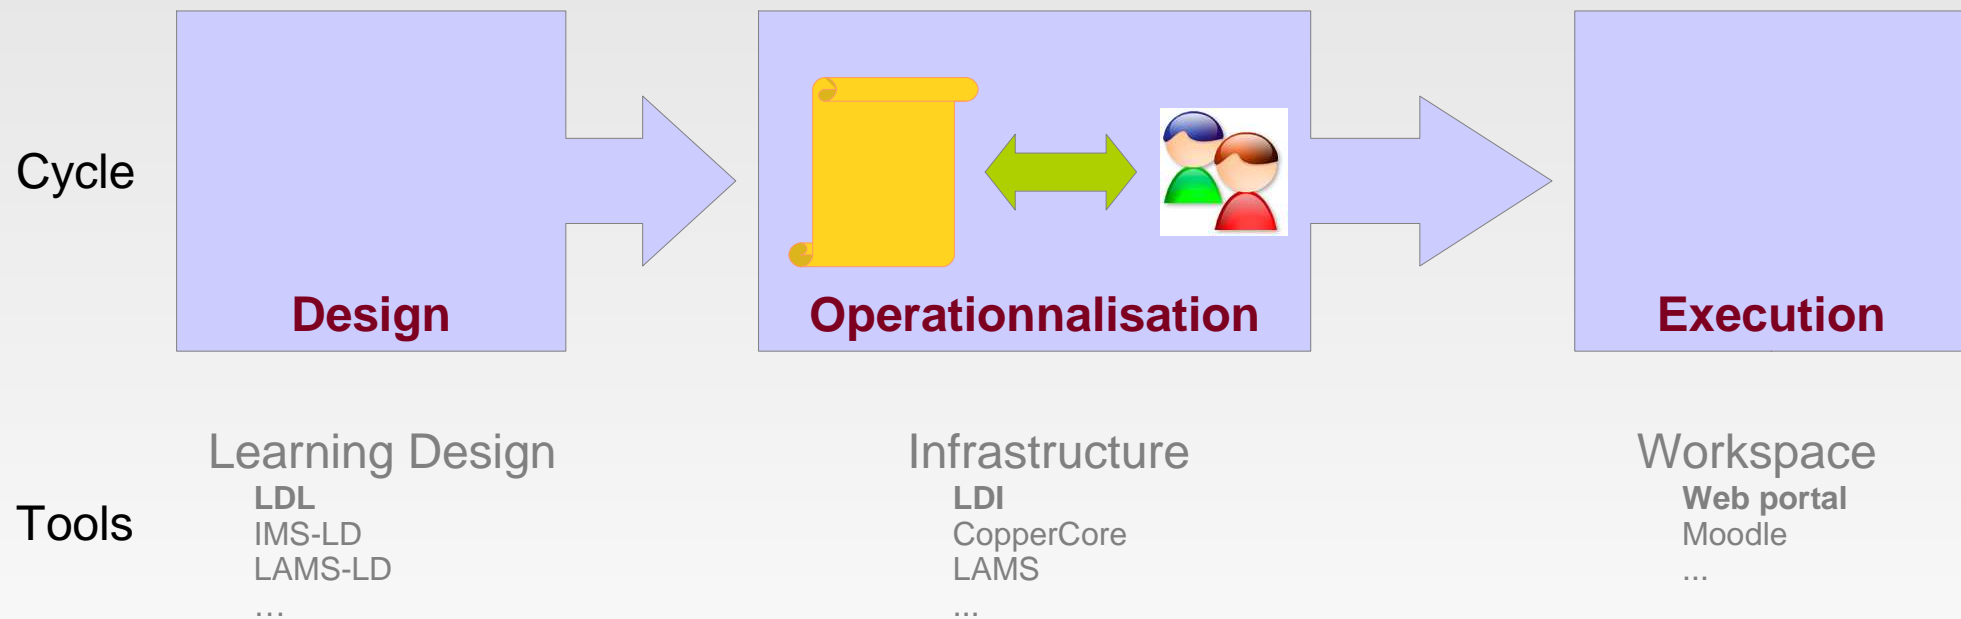 Cycle
Design
Operationnalisation
Execution
Tools
Learning Design
LDL
IMS-LD
LAMS-LD
…
Infrastructure
LDI
CopperCore
LAMS
...
Workspace
Web portal
Moodle
...